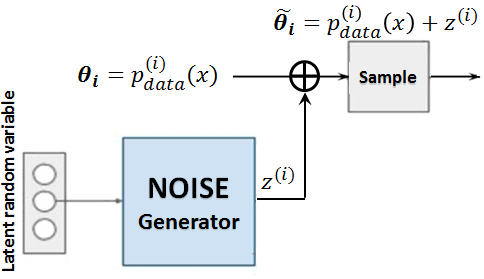 θ̃ᵢ = p_data^(i)(x) + z^(i)
θᵢ = p_data^(i)(x)
Sample
Latent random variable
NOISE
Generator
z^(i)